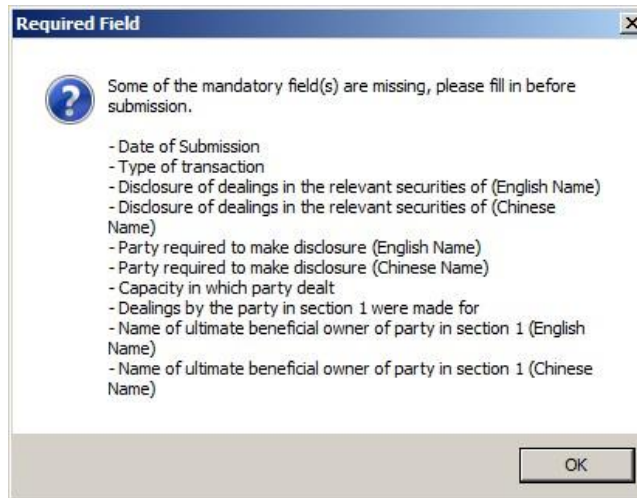 Required Field
Some of the mandatory field(s) are missing, please fill in before
submission.
- Date of Submission
- Type of transaction
- Disclosure of dealings in the relevant securities of (English Name)
- Disclosure of dealings in the relevant securities of (Chinese
Name)
- Party required to make disclosure (English Name)
- Party required to make disclosure (Chinese Name)
- Capacity in which party dealt
- Dealings by the party in section 1 were made for
- Name of ultimate beneficial owner of party in section 1 (English
Name)
- Name of ultimate beneficial owner of party in section 1 (Chinese
Name)
OK